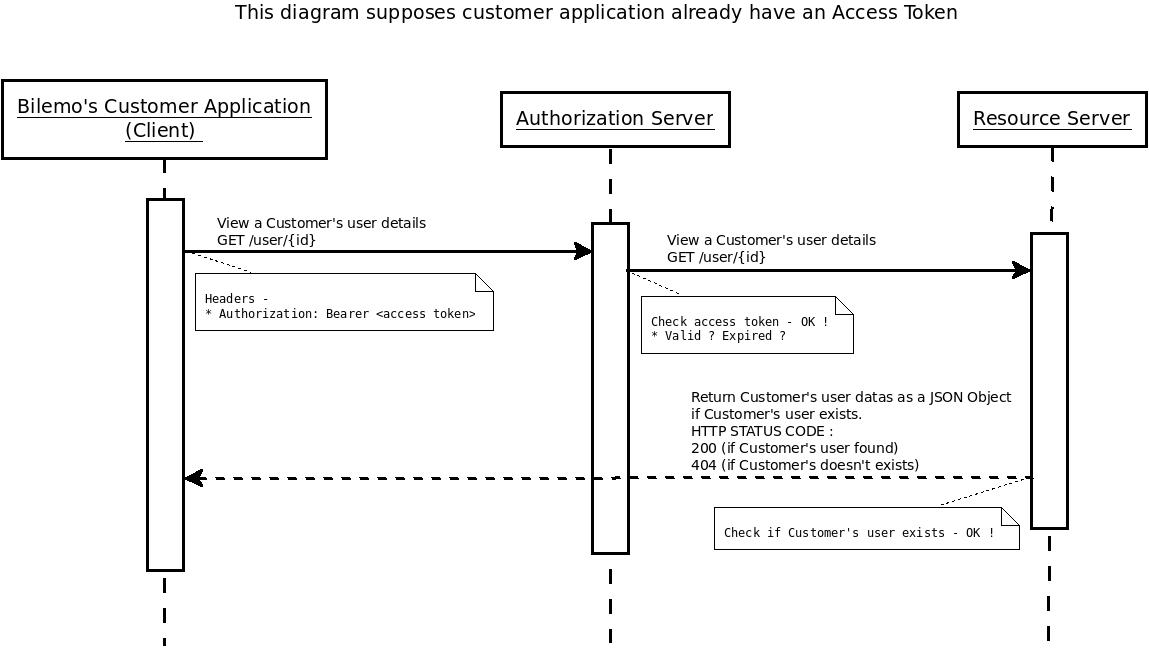 This diagram supposes customer application already have an Access Token
Bilemo's Customer Application
(Client)
Authorization Server
Resource Server
View a Customer's user details
GET /user/{id}
View a Customer's user details
GET /user/{id}
Headers -
* Authorization: Bearer <access token>
Check access token - OK !
* Valid ? Expired ?
Return Customer's user datas as a JSON Object
if Customer's user exists.
HTTP STATUS CODE :
200 (if Customer's user found)
404 (if Customer's doesn't exists)
Check if Customer's user exists - OK !